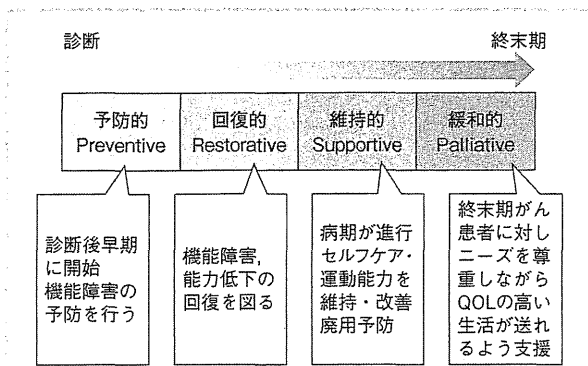 診断
終末期
予防的
Preventive
回復的
Restorative
維持的
Supportive
緩和的
Palliative
診断後早期
に開始
機能障害の
予防を行う
機能障害,
能力低下の
回復を図る
病期が進行
セルフケア・
運動能力を
維持・改善
廃用予防
終末期がん
患者に対し
ニーズを尊
重しながら
QOLの高い
生活が送れ
るよう支援